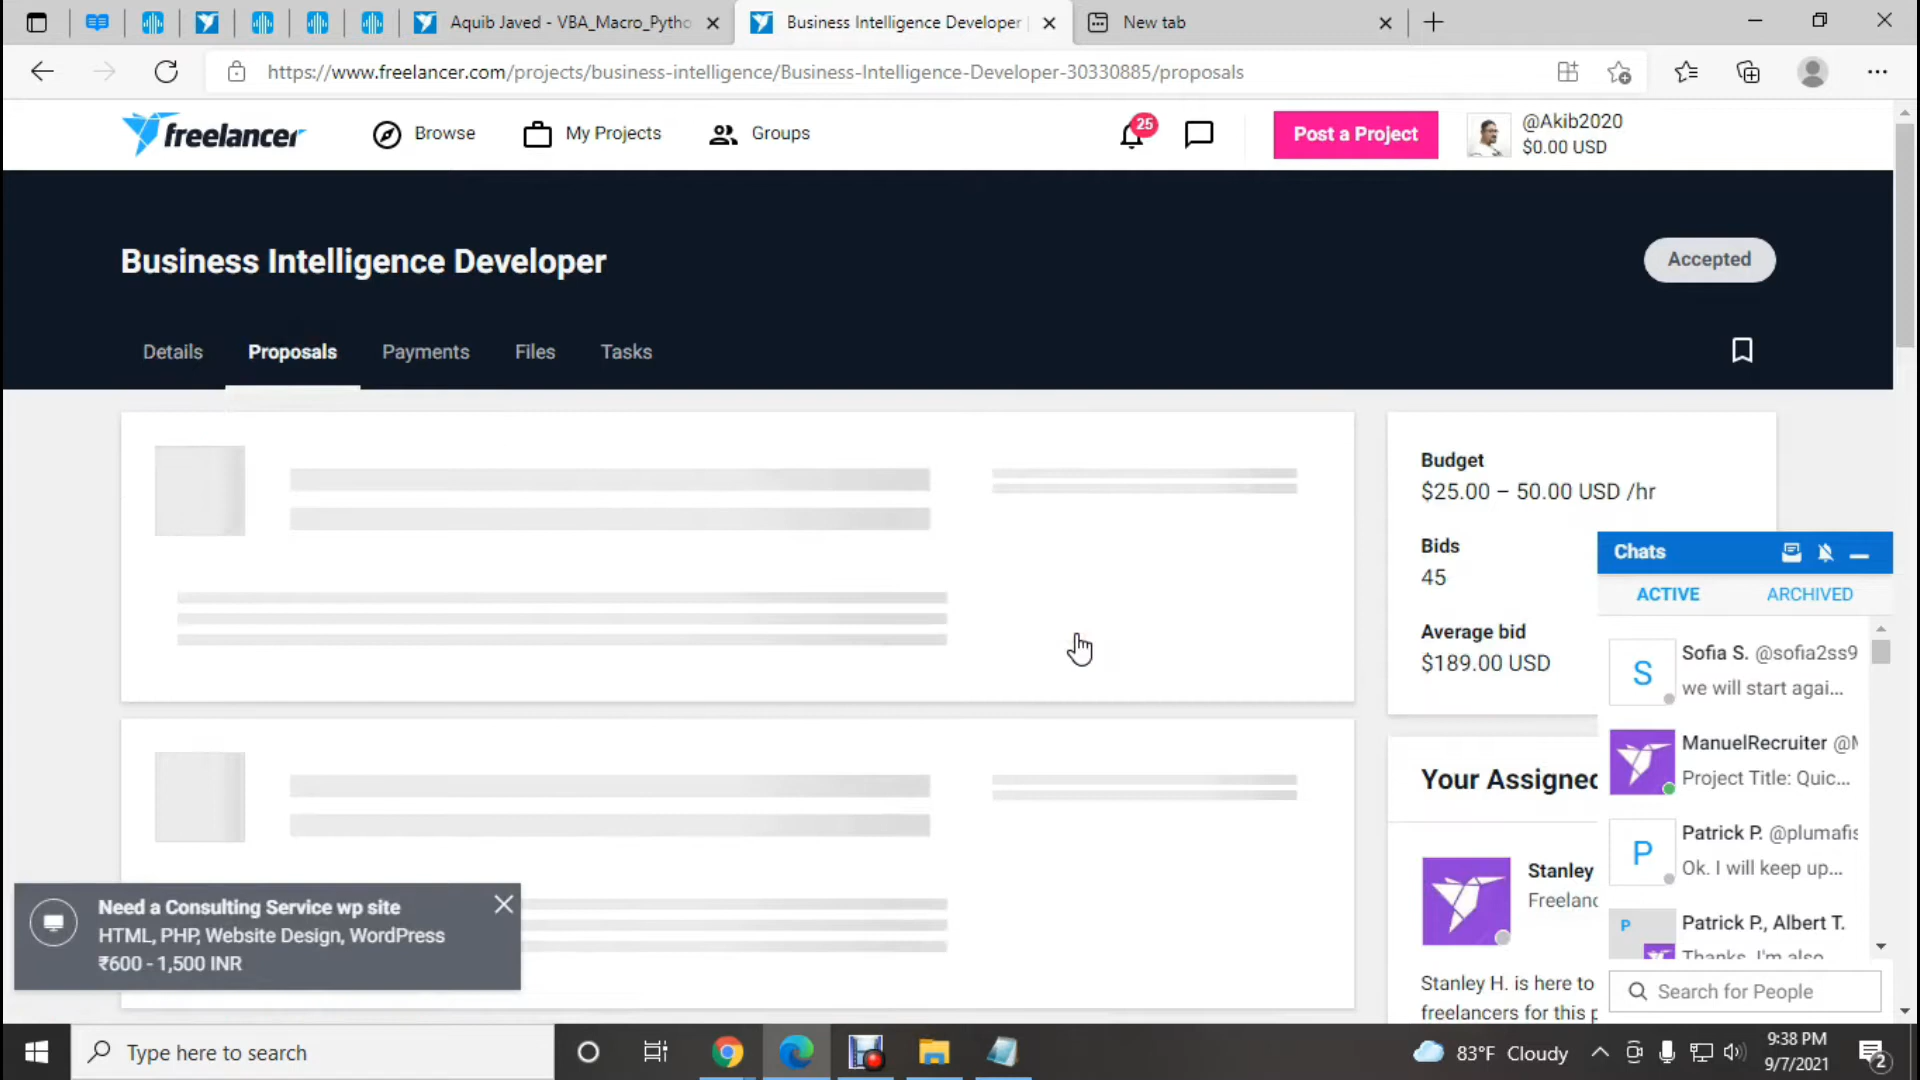 Aquib Javed - VBA_Macro_Pytho
Business Intelligence Developer
New tab
https://www.freelancer.com/projects/business-intelligence/Business-Intelligence-Developer-30330885/proposals
freelancer
Browse
My Projects
Groups
25
Post a Project
@Akib2020
$0.00 USD
Business Intelligence Developer
Accepted
Details
Proposals
Payments
Files
Tasks
Budget
$25.00 – 50.00 USD /hr
Bids
45
Average bid
$189.00 USD
Your Assigned
Stanley
Freelanc
Stanley H. is here to
freelancers for this p
Chats
ACTIVE
ARCHIVED
S
Sofia S. @sofia2ss9
we will start agai...
ManuelRecruiter @M
Project Title: Quic...
P
Patrick P. @plumafis
Ok. I will keep up...
P
Patrick P., Albert T.
Thanks, I'm also
Search for People
Need a Consulting Service wp site
HTML, PHP, Website Design, WordPress
₹600 - 1,500 INR
Type here to search
83°F Cloudy
9:38 PM
9/7/2021
2